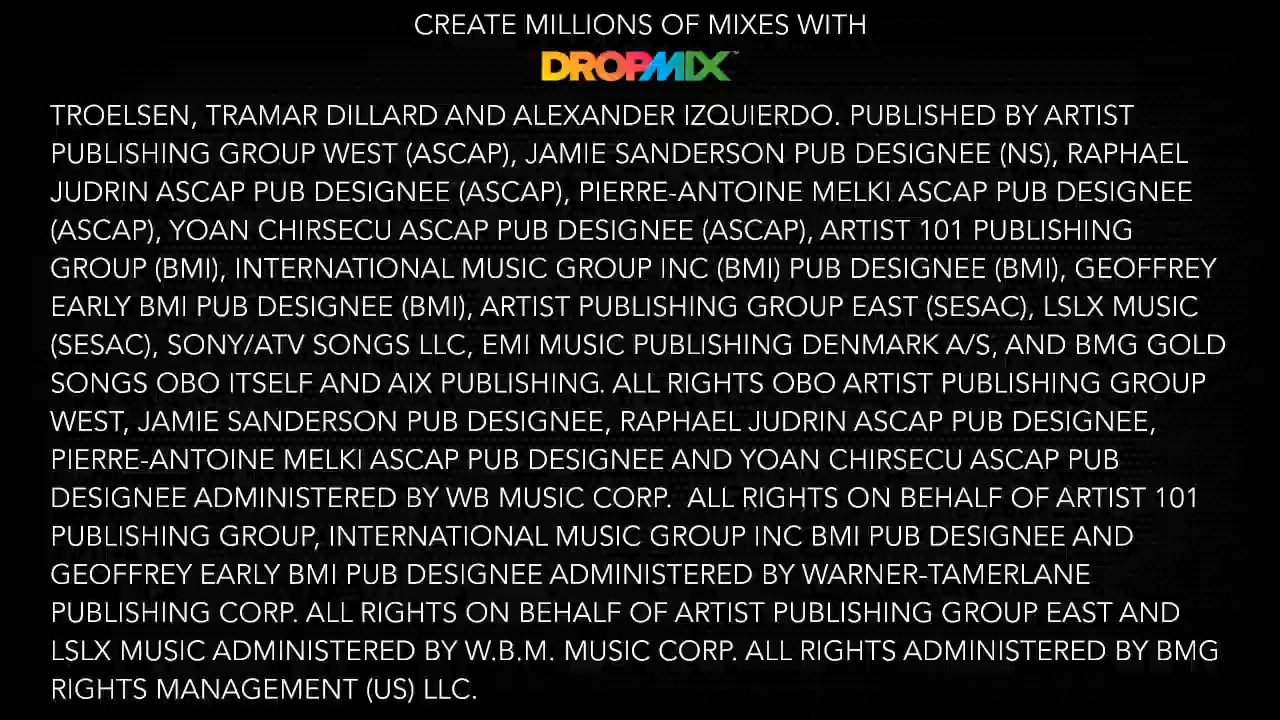 CREATE MILLIONS OF MIXES WITH
DROPMIX™
TROELSEN, TRAMAR DILLARD AND ALEXANDER IZQUIERDO. PUBLISHED BY ARTIST
PUBLISHING GROUP WEST (ASCAP), JAMIE SANDERSON PUB DESIGNEE (NS), RAPHAEL
JUDRIN ASCAP PUB DESIGNEE (ASCAP), PIERRE-ANTOINE MELKI ASCAP PUB DESIGNEE
(ASCAP), YOAN CHIRSECU ASCAP PUB DESIGNEE (ASCAP), ARTIST 101 PUBLISHING
GROUP (BMI), INTERNATIONAL MUSIC GROUP INC (BMI) PUB DESIGNEE (BMI), GEOFFREY
EARLY BMI PUB DESIGNEE (BMI), ARTIST PUBLISHING GROUP EAST (SESAC), LSLX MUSIC
(SESAC), SONY/ATV SONGS LLC, EMI MUSIC PUBLISHING DENMARK A/S, AND BMG GOLD
SONGS OBO ITSELF AND AIX PUBLISHING. ALL RIGHTS OBO ARTIST PUBLISHING GROUP
WEST, JAMIE SANDERSON PUB DESIGNEE, RAPHAEL JUDRIN ASCAP PUB DESIGNEE,
PIERRE-ANTOINE MELKI ASCAP PUB DESIGNEE AND YOAN CHIRSECU ASCAP PUB
DESIGNEE ADMINISTERED BY WB MUSIC CORP.  ALL RIGHTS ON BEHALF OF ARTIST 101
PUBLISHING GROUP, INTERNATIONAL MUSIC GROUP INC BMI PUB DESIGNEE AND
GEOFFREY EARLY BMI PUB DESIGNEE ADMINISTERED BY WARNER-TAMERLANE
PUBLISHING CORP. ALL RIGHTS ON BEHALF OF ARTIST PUBLISHING GROUP EAST AND
LSLX MUSIC ADMINISTERED BY W.B.M. MUSIC CORP. ALL RIGHTS ADMINISTERED BY BMG
RIGHTS MANAGEMENT (US) LLC.